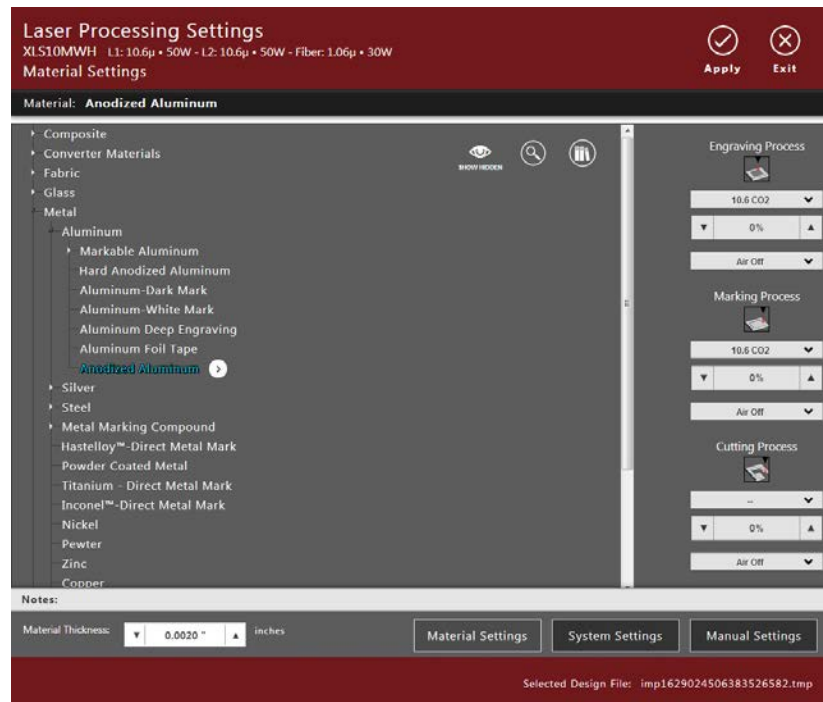 Laser Processing Settings
XLS10MWH L1: 10.6µ • 50W - L2: 10.6µ • 50W - Fiber: 1.06µ • 30W
Material Settings
Apply Exit
Material: Anodized Aluminum
Composite
Converter Materials
Fabric
Glass
Metal
Aluminum
Markable Aluminum
Hard Anodized Aluminum
Aluminum-Dark Mark
Aluminum-White Mark
Aluminum Deep Engraving
Aluminum Foil Tape
Anodized Aluminum
Silver
Steel
Metal Marking Compound
Hastelloy™-Direct Metal Mark
Powder Coated Metal
Titanium - Direct Metal Mark
Inconel™-Direct Metal Mark
Nickel
Pewter
Zinc
Copper
SHOW HIDDEN
Engraving Process
10.6 CO2
0%
Air Off
Marking Process
10.6 CO2
0%
Air Off
Cutting Process
--
0%
Air Off
Notes:
Material Thickness: 0.0020 " inches
Material Settings System Settings Manual Settings
Selected Design File: imp1629024506383526582.tmp